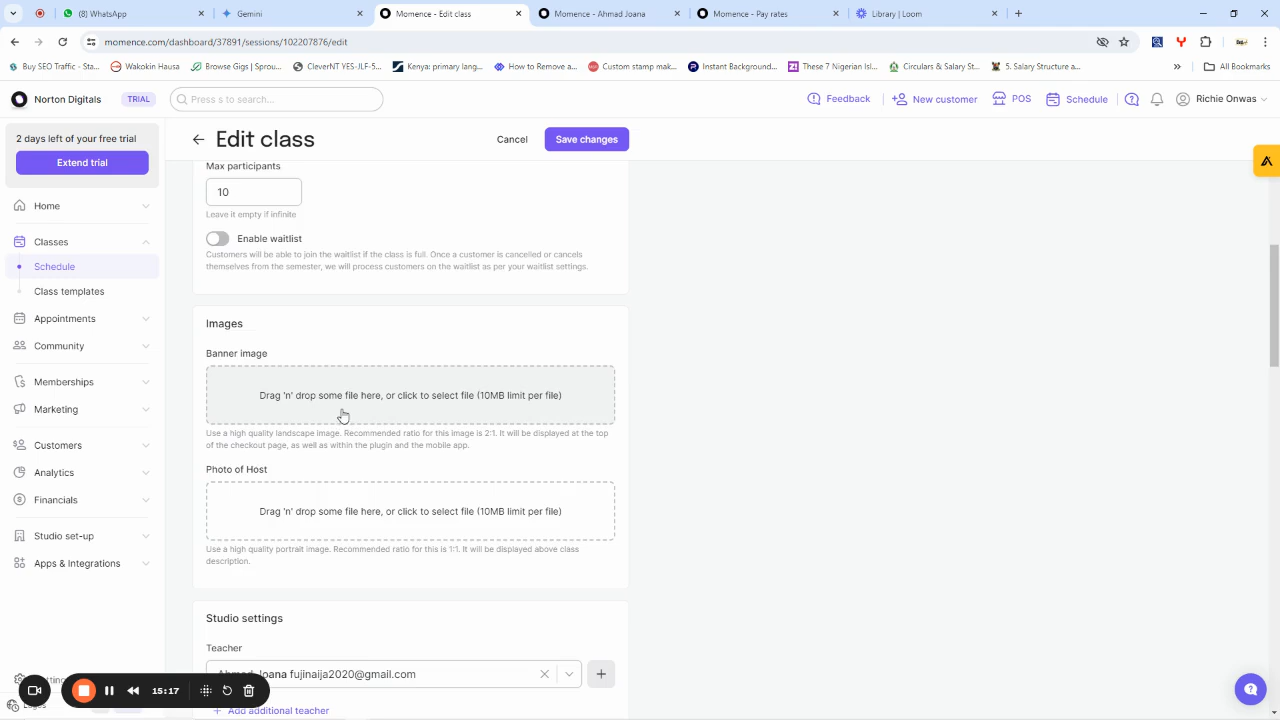 WhatsApp
Gemini
Momence - Edit class
Momence - Ahmad Joana
Momence - Pay rates
Library | Loom
momence.com/dashboard/37891/sessions/102207876/edit
Buy SEO Traffic - Sta...
Wakokin Hausa
Browse Gigs | Sprou...
CleverNT YES-JLF-5...
Kenya: primary lang...
How to Remove a...
Custom stamp mak...
Instant Background...
These 7 Nigerian Is...
Circulars & Salary St...
5. Salary Structure a...
All Bookmarks
Norton Digitals
TRIAL
Press s to search...
Feedback
New customer
POS
Schedule
Richie Onwas
2 days left of your free trial
Extend trial
Home
Classes
Schedule
Class templates
Appointments
Community
Memberships
Marketing
Customers
Analytics
Financials
Studio set-up
Apps & Integrations
15:17
Edit class
Cancel
Save changes
Max participants
10
Leave it empty if infinite
Enable waitlist
Customers will be able to join the waitlist if the class is full. Once a customer is cancelled or cancels
themselves from the semester, we will process customers on the waitlist as per your waitlist settings.
Images
Banner image
Drag 'n' drop some file here, or click to select file (10MB limit per file)
Use a high quality landscape image. Recommended ratio for this image is 2:1. It will be displayed at the top
of the checkout page, as well as within the plugin and the mobile app.
Photo of Host
Drag 'n' drop some file here, or click to select file (10MB limit per file)
Use a high quality portrait image. Recommended ratio for this is 1:1. It will be displayed above class
description.
Studio settings
Teacher
Joana fujinaija2020@gmail.com
+ Add additional teacher